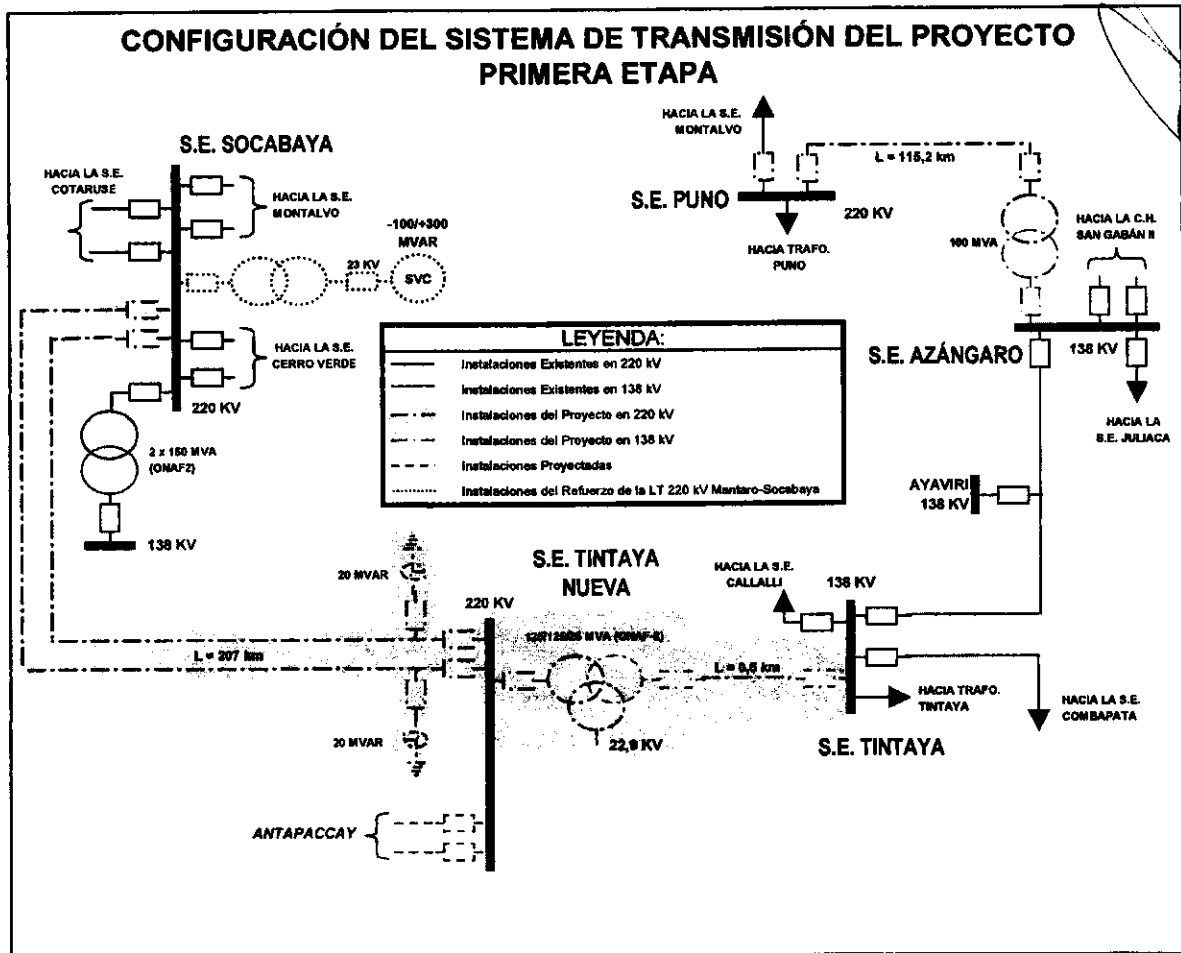 CONFIGURACIÓN DEL SISTEMA DE TRANSMISIÓN DEL PROYECTO
PRIMERA ETAPA
S.E. SOCABAYA
HACIA LA S.E.
COTARUSE
HACIA LA S.E.
MONTALVO
-100/+300
MVAR
23 KV
SVC
HACIA LA S.E.
CERRO VERDE
220 KV
2 x 150 MVA
(ONAF2)
138 KV
HACIA LA S.E.
MONTALVO
L = 115,2 km
S.E. PUNO
220 KV
HACIA TRAFO.
PUNO
100 MVA
HACIA LA C.H.
SAN GABÁN II
S.E. AZÁNGARO
138 KV
HACIA LA
S.E. JULIACA
AYAVIRI
138 KV
LEYENDA:
Instalaciones Existentes en 220 kV
Instalaciones Existentes en 138 kV
Instalaciones del Proyecto en 220 kV
Instalaciones del Proyecto en 138 kV
Instalaciones Proyectadas
Instalaciones del Refuerzo de la LT 220 kV Mantaro-Socabaya
20 MVAR
S.E. TINTAYA
NUEVA
220 KV
MVA
L = 207 km
20 MVAR
22,9 KV
ANTAPACCAY
HACIA LA S.E.
CALLALLI
138 KV
HACIA TRAFO.
TINTAYA
HACIA LA S.E.
COMBAPATA
S.E. TINTAYA